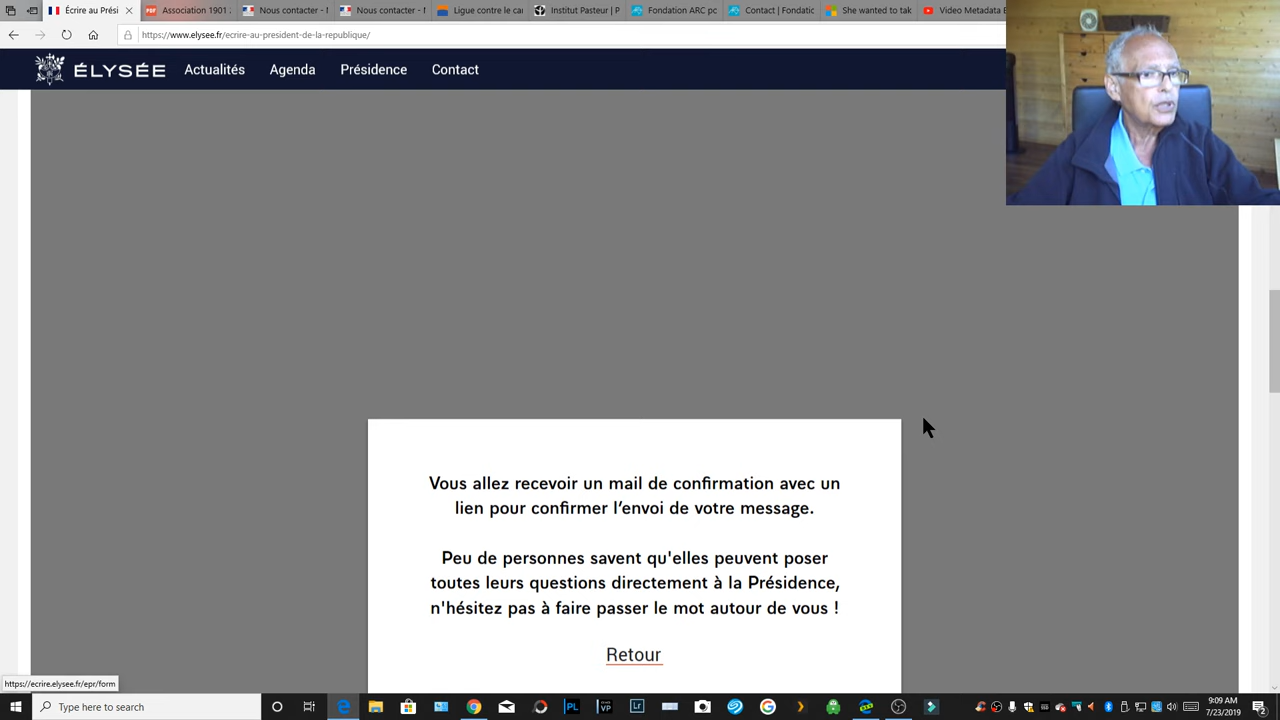 Écrire au Prési
Association 1901 2
Nous contacter - M
Nous contacter - M
Ligue contre le ca
Institut Pasteur | P
Fondation ARC po
Contact | Fondatio
She wanted to tak
Video Metadata E
https://www.elysee.fr/ecrire-au-president-de-la-republique/
ÉLYSÉE Actualités Agenda Présidence Contact
Vous allez recevoir un mail de confirmation avec un
lien pour confirmer l'envoi de votre message.
Peu de personnes savent qu'elles peuvent poser
toutes leurs questions directement à la Présidence,
n'hésitez pas à faire passer le mot autour de vous !
Retour
https://ecrire.elysee.fr/epr/form
Type here to search
9:09 AM
7/23/2019